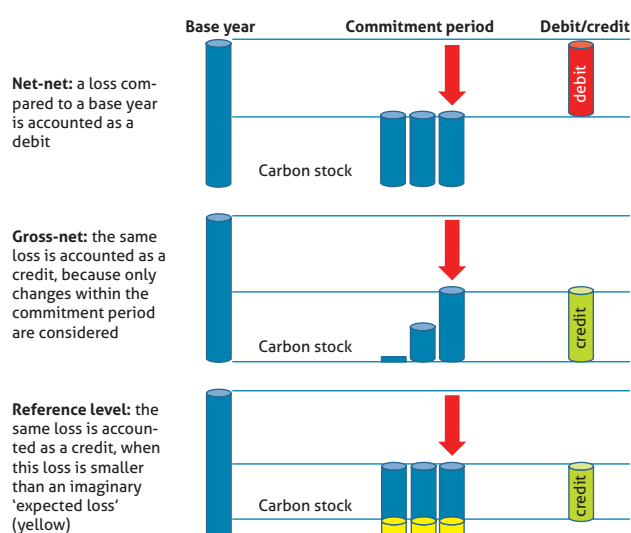 Base year
Commitment period
Debit/credit
Net-net: a loss com-
pared to a base year
is accounted as a
debit
Carbon stock
debit
Gross-net: the same
loss is accounted as a
credit, because only
changes within the
commitment period
are considered
Carbon stock
credit
Reference level: the
same loss is accoun-
ted as a credit, when
this loss is smaller
than an imaginary
‘expected loss’
(yellow)
Carbon stock
credit